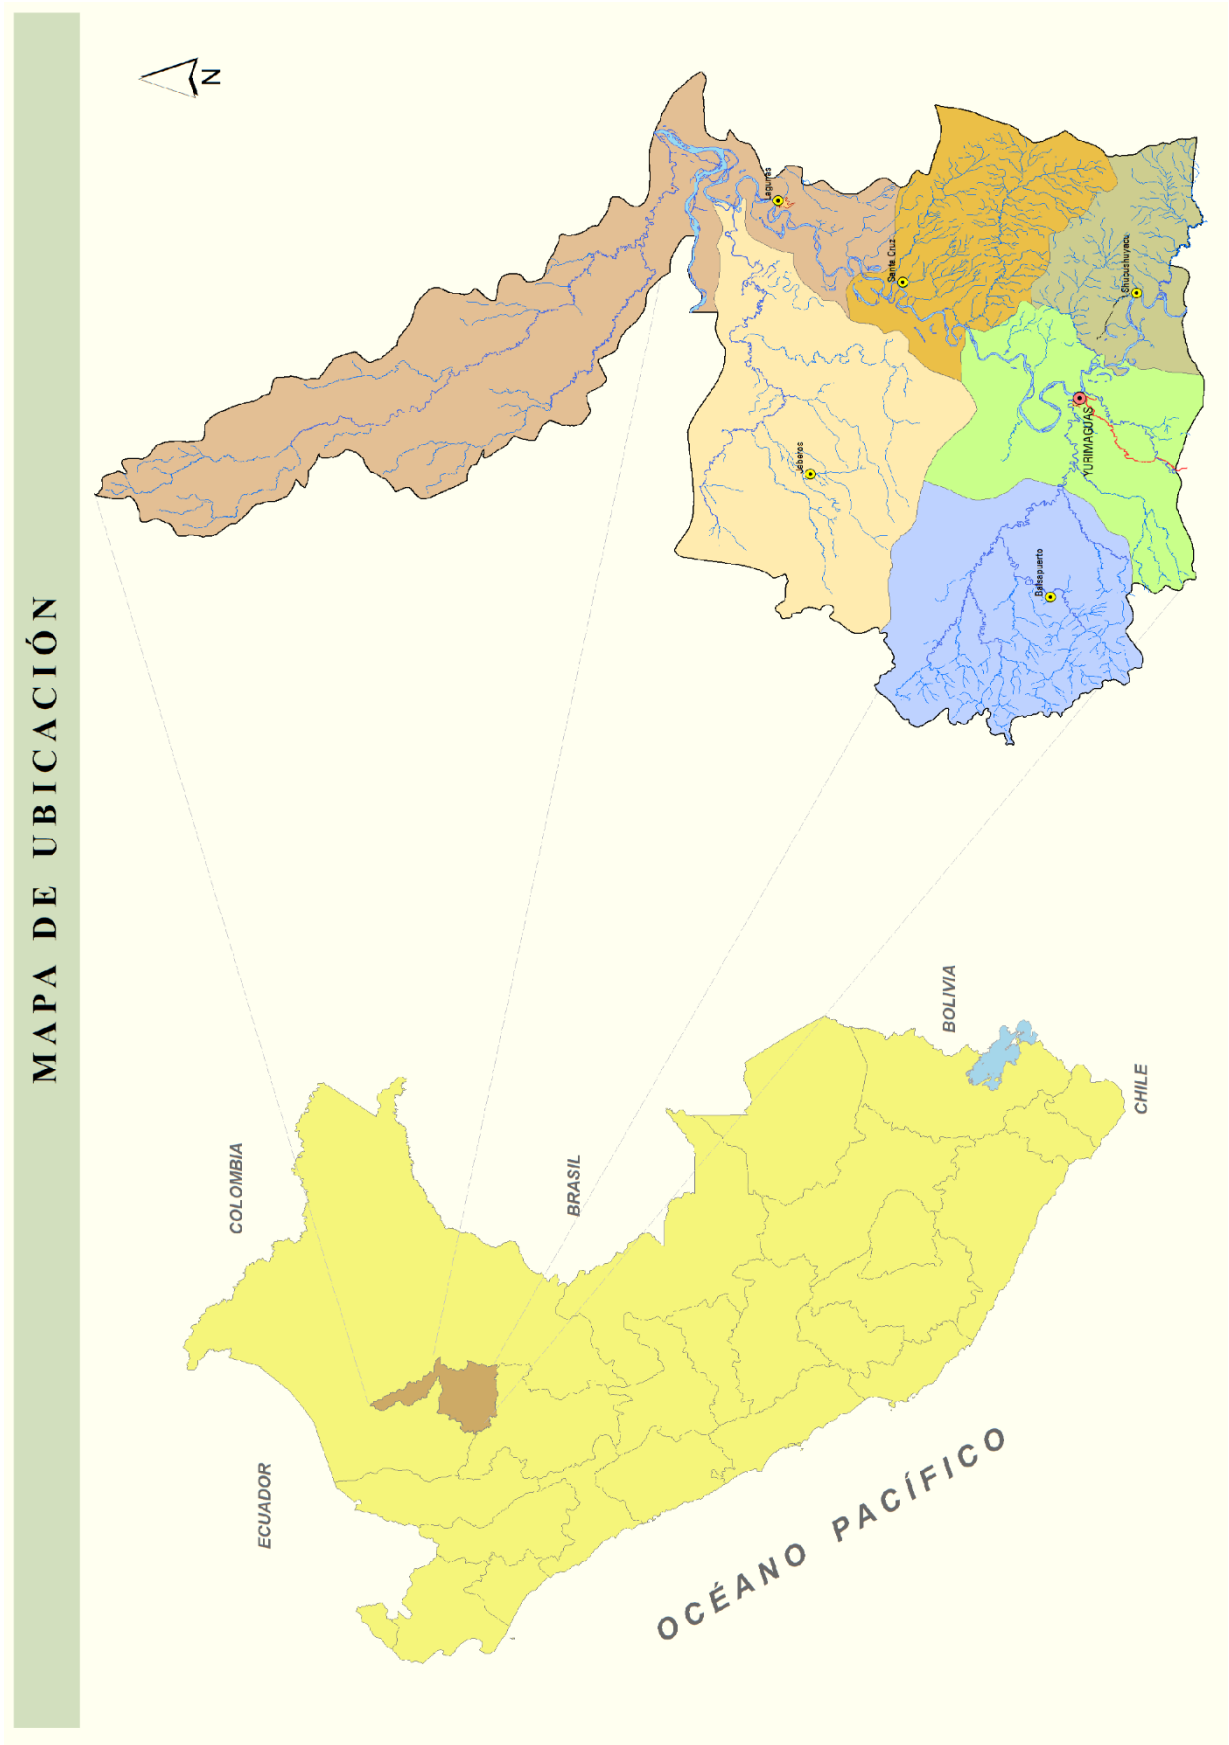 MAPA DE UBICACIÓN
N
COLOMBIA
ECUADOR
BRASIL
BOLIVIA
CHILE
OCÉANO PACÍFICO
Lagunas
Santa Cruz
Jeberos
Shucushuyacu
YURIMAGUAS
Balsapuerto